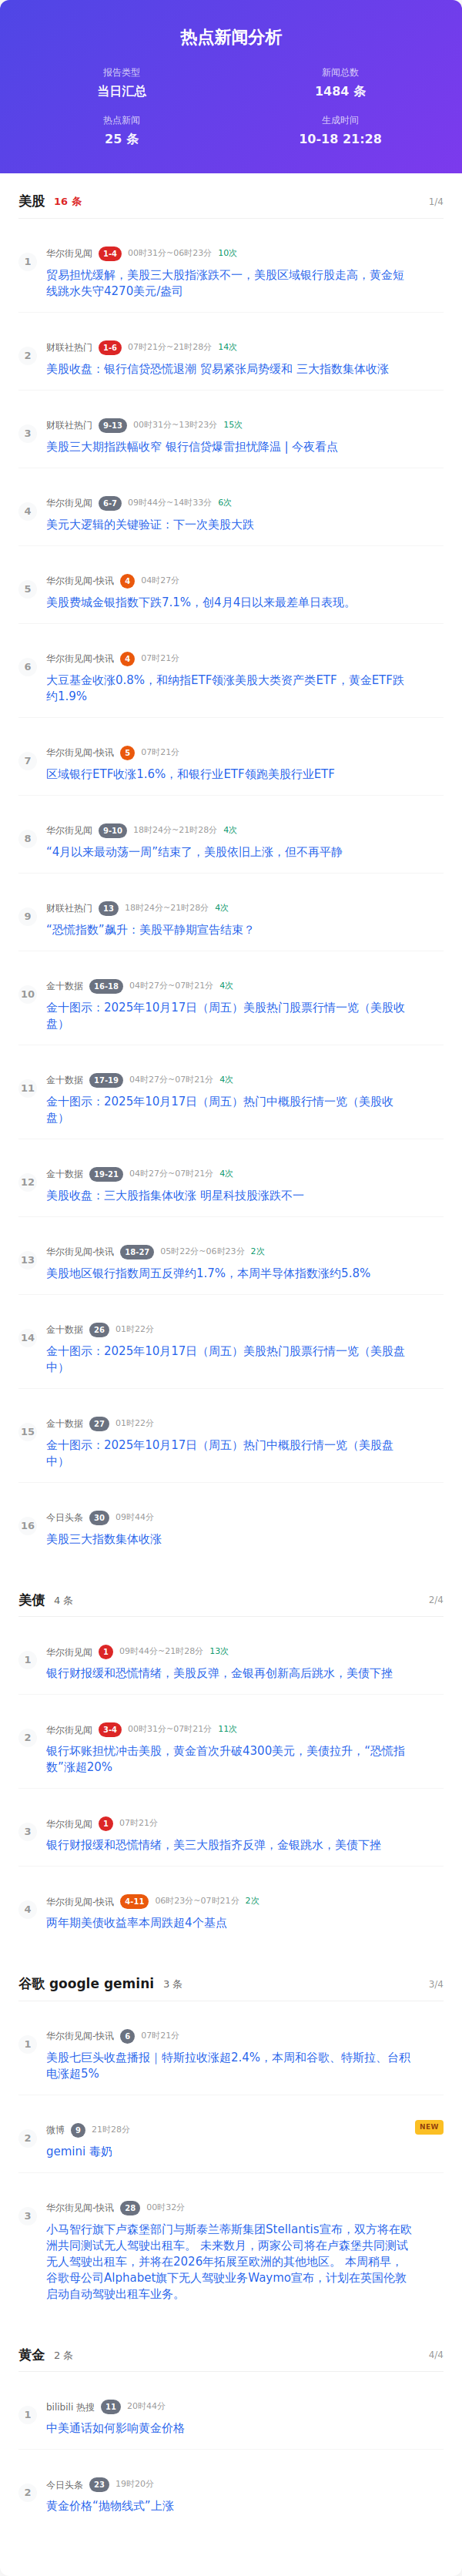 热点新闻分析
报告类型
新闻总数
当日汇总
1484 条
热点新闻
生成时间
25 条
10-18 21:28
美股 16 条 1/4
1 华尔街见闻 1-4 00时31分~06时23分 10次
贸易担忧缓解，美股三大股指涨跌不一，美股区域银行股走高，黄金短
线跳水失守4270美元/盎司
2 财联社热门 1-6 07时21分~21时28分 14次
美股收盘：银行信贷恐慌退潮 贸易紧张局势缓和 三大指数集体收涨
3 财联社热门 9-13 00时31分~13时23分 15次
美股三大期指跌幅收窄 银行信贷爆雷担忧降温 | 今夜看点
4 华尔街见闻 6-7 09时44分~14时33分 6次
美元大逻辑的关键验证：下一次美股大跌
5 华尔街见闻-快讯 4 04时27分
美股费城金银指数下跌7.1%，创4月4日以来最差单日表现。
6 华尔街见闻-快讯 4 07时21分
大豆基金收涨0.8%，和纳指ETF领涨美股大类资产类ETF，黄金ETF跌
约1.9%
7 华尔街见闻-快讯 5 07时21分
区域银行ETF收涨1.6%，和银行业ETF领跑美股行业ETF
8 华尔街见闻 9-10 18时24分~21时28分 4次
“4月以来最动荡一周”结束了，美股依旧上涨，但不再平静
9 财联社热门 13 18时24分~21时28分 4次
“恐慌指数”飙升：美股平静期宣告结束？
10 金十数据 16-18 04时27分~07时21分 4次
金十图示：2025年10月17日（周五）美股热门股票行情一览（美股收
盘）
11 金十数据 17-19 04时27分~07时21分 4次
金十图示：2025年10月17日（周五）热门中概股行情一览（美股收
盘）
12 金十数据 19-21 04时27分~07时21分 4次
美股收盘：三大股指集体收涨 明星科技股涨跌不一
13 华尔街见闻-快讯 18-27 05时22分~06时23分 2次
美股地区银行指数周五反弹约1.7%，本周半导体指数涨约5.8%
14 金十数据 26 01时22分
金十图示：2025年10月17日（周五）美股热门股票行情一览（美股盘
中）
15 金十数据 27 01时22分
金十图示：2025年10月17日（周五）热门中概股行情一览（美股盘
中）
16 今日头条 30 09时44分
美股三大指数集体收涨
美债 4 条 2/4
1 华尔街见闻 1 09时44分~21时28分 13次
银行财报缓和恐慌情绪，美股反弹，金银再创新高后跳水，美债下挫
2 华尔街见闻 3-4 00时31分~07时21分 11次
银行坏账担忧冲击美股，黄金首次升破4300美元，美债拉升，“恐慌指
数”涨超20%
3 华尔街见闻 1 07时21分
银行财报缓和恐慌情绪，美三大股指齐反弹，金银跳水，美债下挫
4 华尔街见闻-快讯 4-11 06时23分~07时21分 2次
两年期美债收益率本周跌超4个基点
谷歌 google gemini 3 条 3/4
1 华尔街见闻-快讯 6 07时21分
美股七巨头收盘播报｜特斯拉收涨超2.4%，本周和谷歌、特斯拉、台积
电涨超5%
2 微博 9 21时28分 NEW
gemini 毒奶
3 华尔街见闻-快讯 28 00时32分
小马智行旗下卢森堡部门与斯泰兰蒂斯集团Stellantis宣布，双方将在欧
洲共同测试无人驾驶出租车。 未来数月，两家公司将在卢森堡共同测试
无人驾驶出租车，并将在2026年拓展至欧洲的其他地区。 本周稍早，
谷歌母公司Alphabet旗下无人驾驶业务Waymo宣布，计划在英国伦敦
启动自动驾驶出租车业务。
黄金 2 条 4/4
1 bilibili 热搜 11 20时44分
中美通话如何影响黄金价格
2 今日头条 23 19时20分
黄金价格“抛物线式”上涨